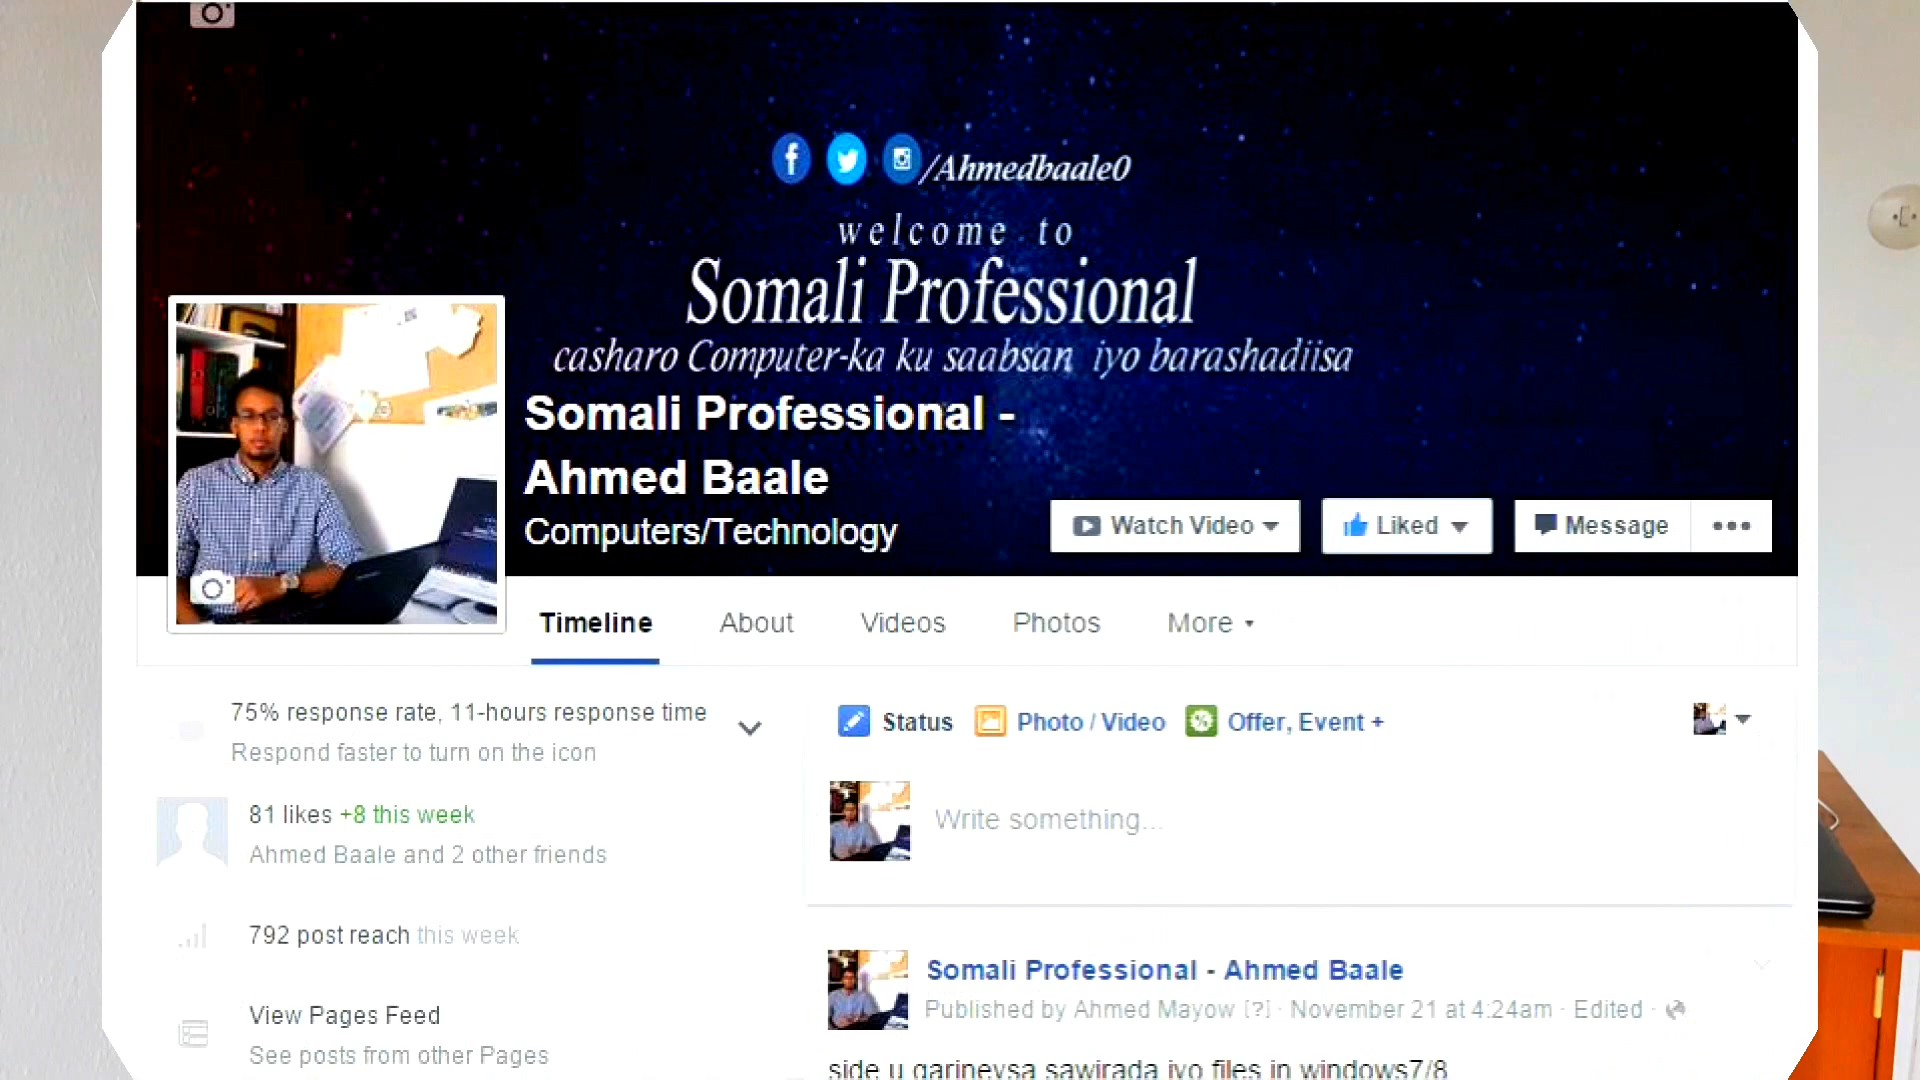 /Ahmedbaale0
welcome to
Somali Professional
casharo Computer-ka ku saabsan iyo barashadiisa
Somali Professional -
Ahmed Baale
Computers/Technology
Watch Video
Liked
Message
Timeline
About
Videos
Photos
More
75% response rate, 11-hours response time
Respond faster to turn on the icon
81 likes +8 this week
Ahmed Baale and 2 other friends
792 post reach this week
View Pages Feed
See posts from other Pages
Status
Photo / Video
Offer, Event +
Write something...
Somali Professional - Ahmed Baale
Published by Ahmed Mayow [?] · November 21 at 4:24am · Edited ·
side u qarineysa sawirada iyo files in windows7/8